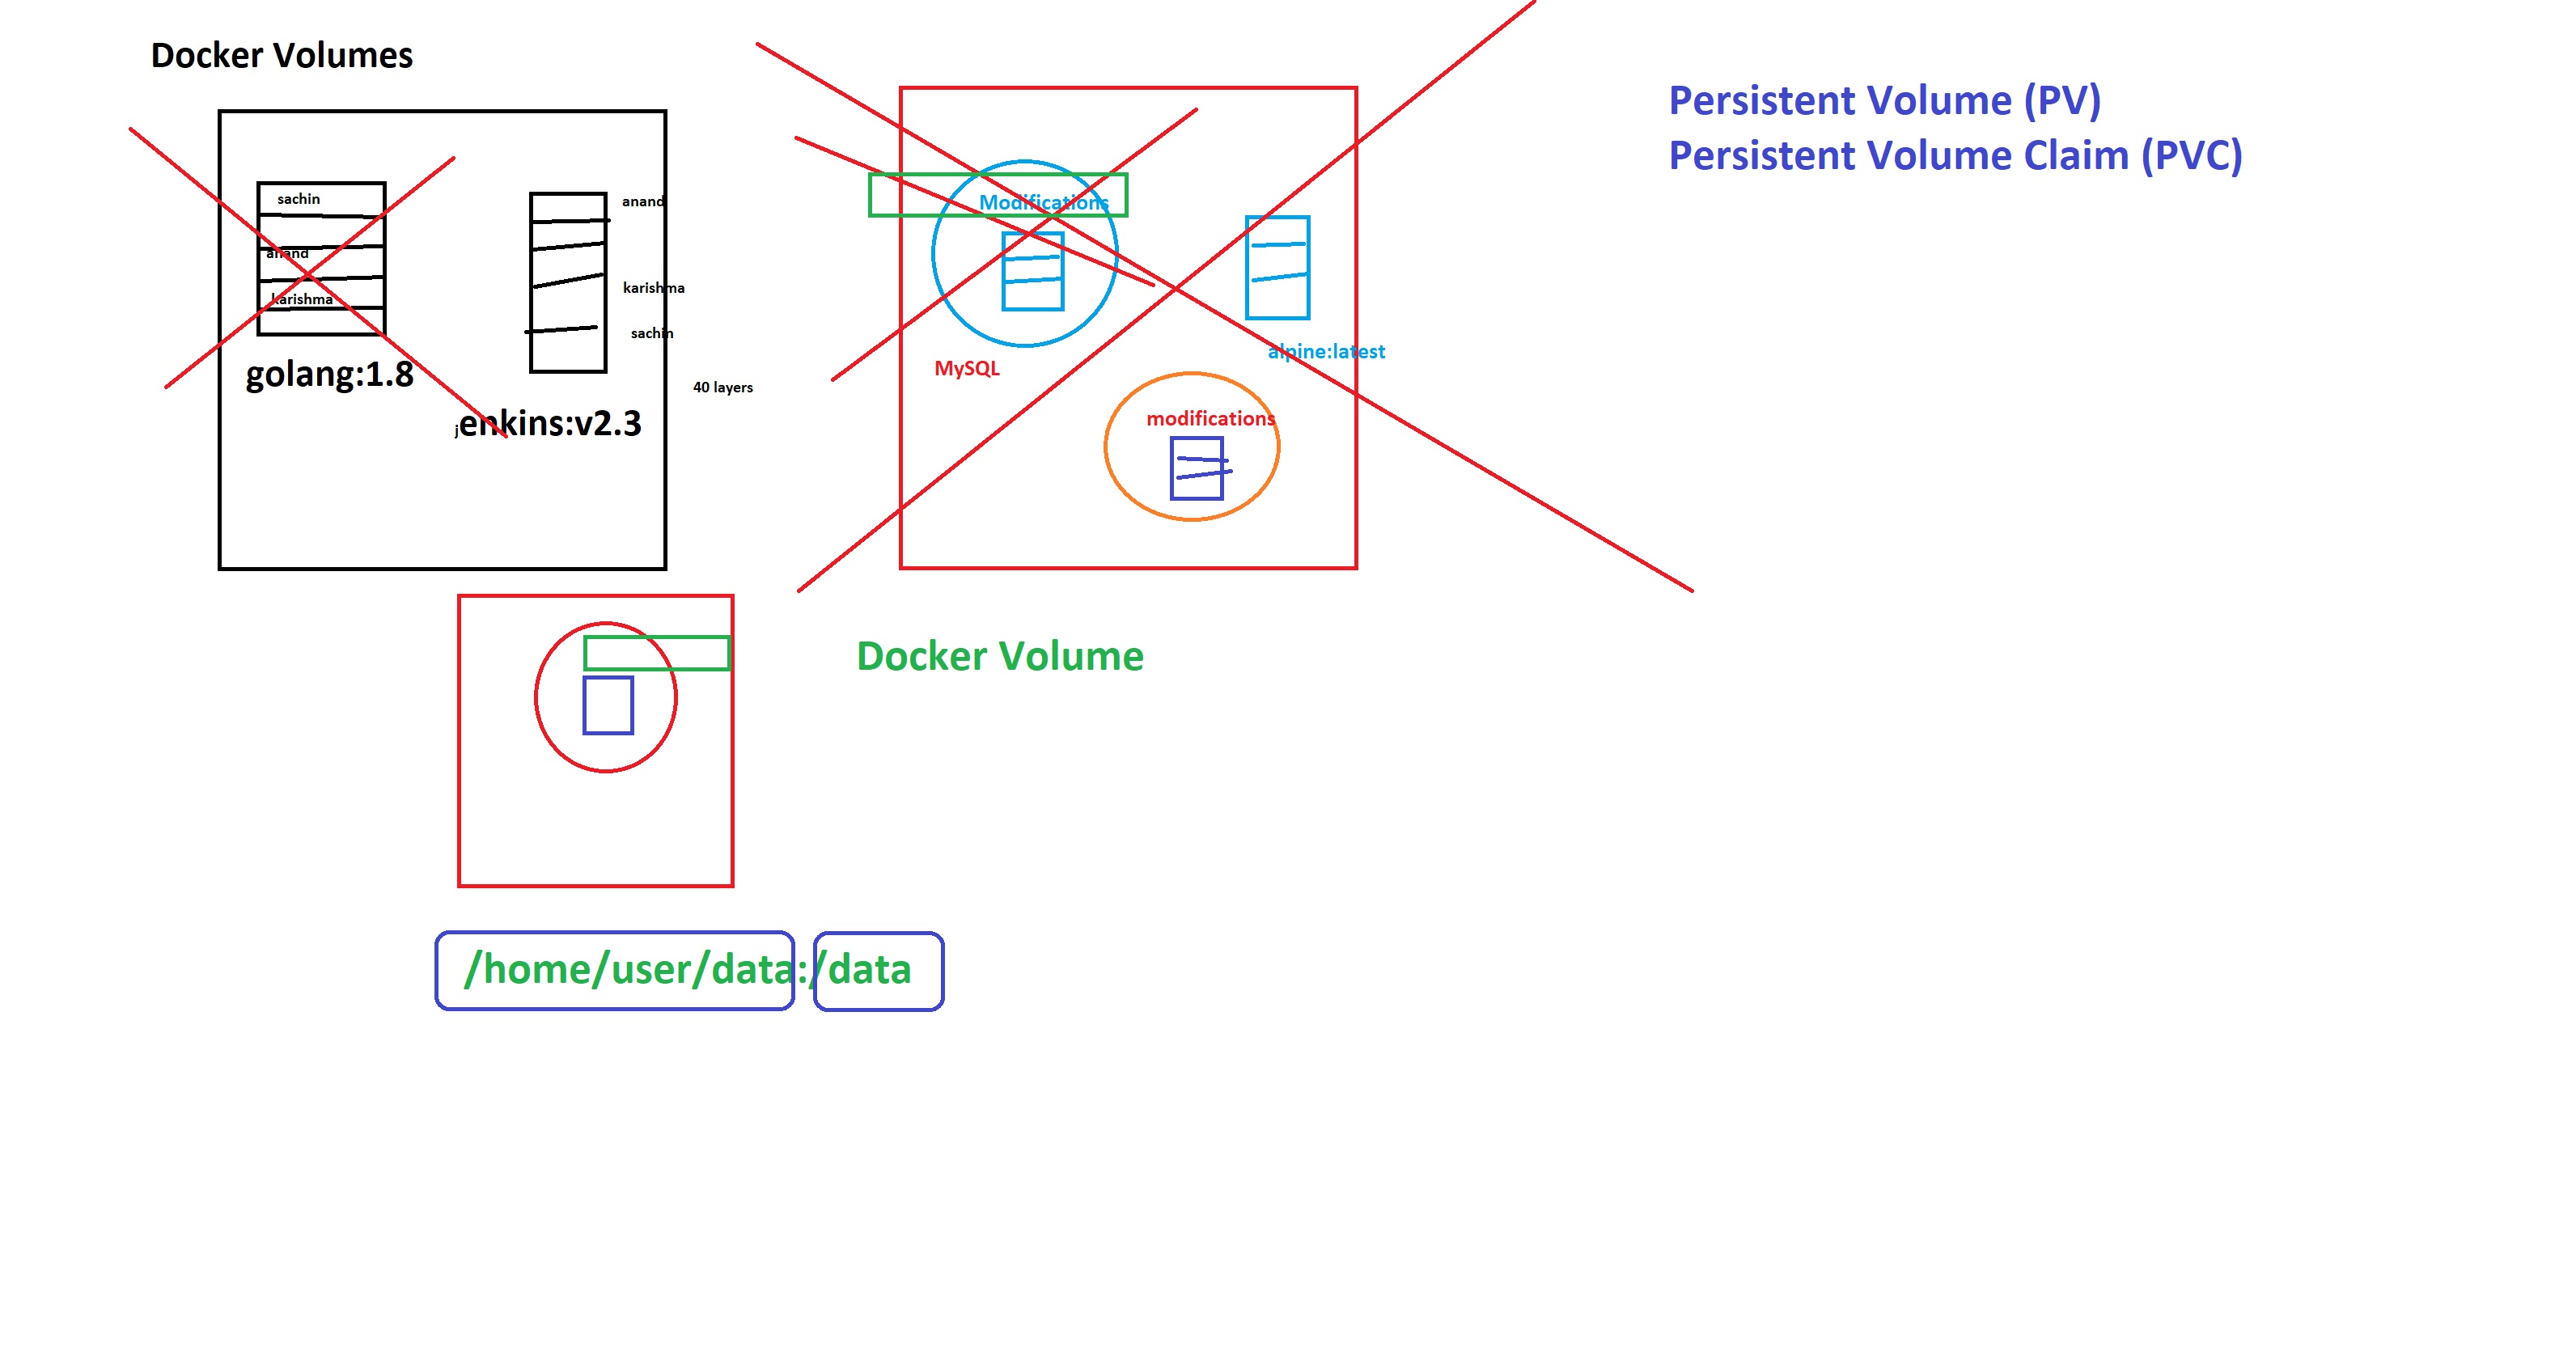 Docker Volumes
sachin
anand
karishma
golang:1.8
anand
karishma
sachin
jenkins:v2.3
40 layers
Modifications
MySQL
alpine:latest
modifications
Persistent Volume (PV)
Persistent Volume Claim (PVC)
Docker Volume
/home/user/data:/data